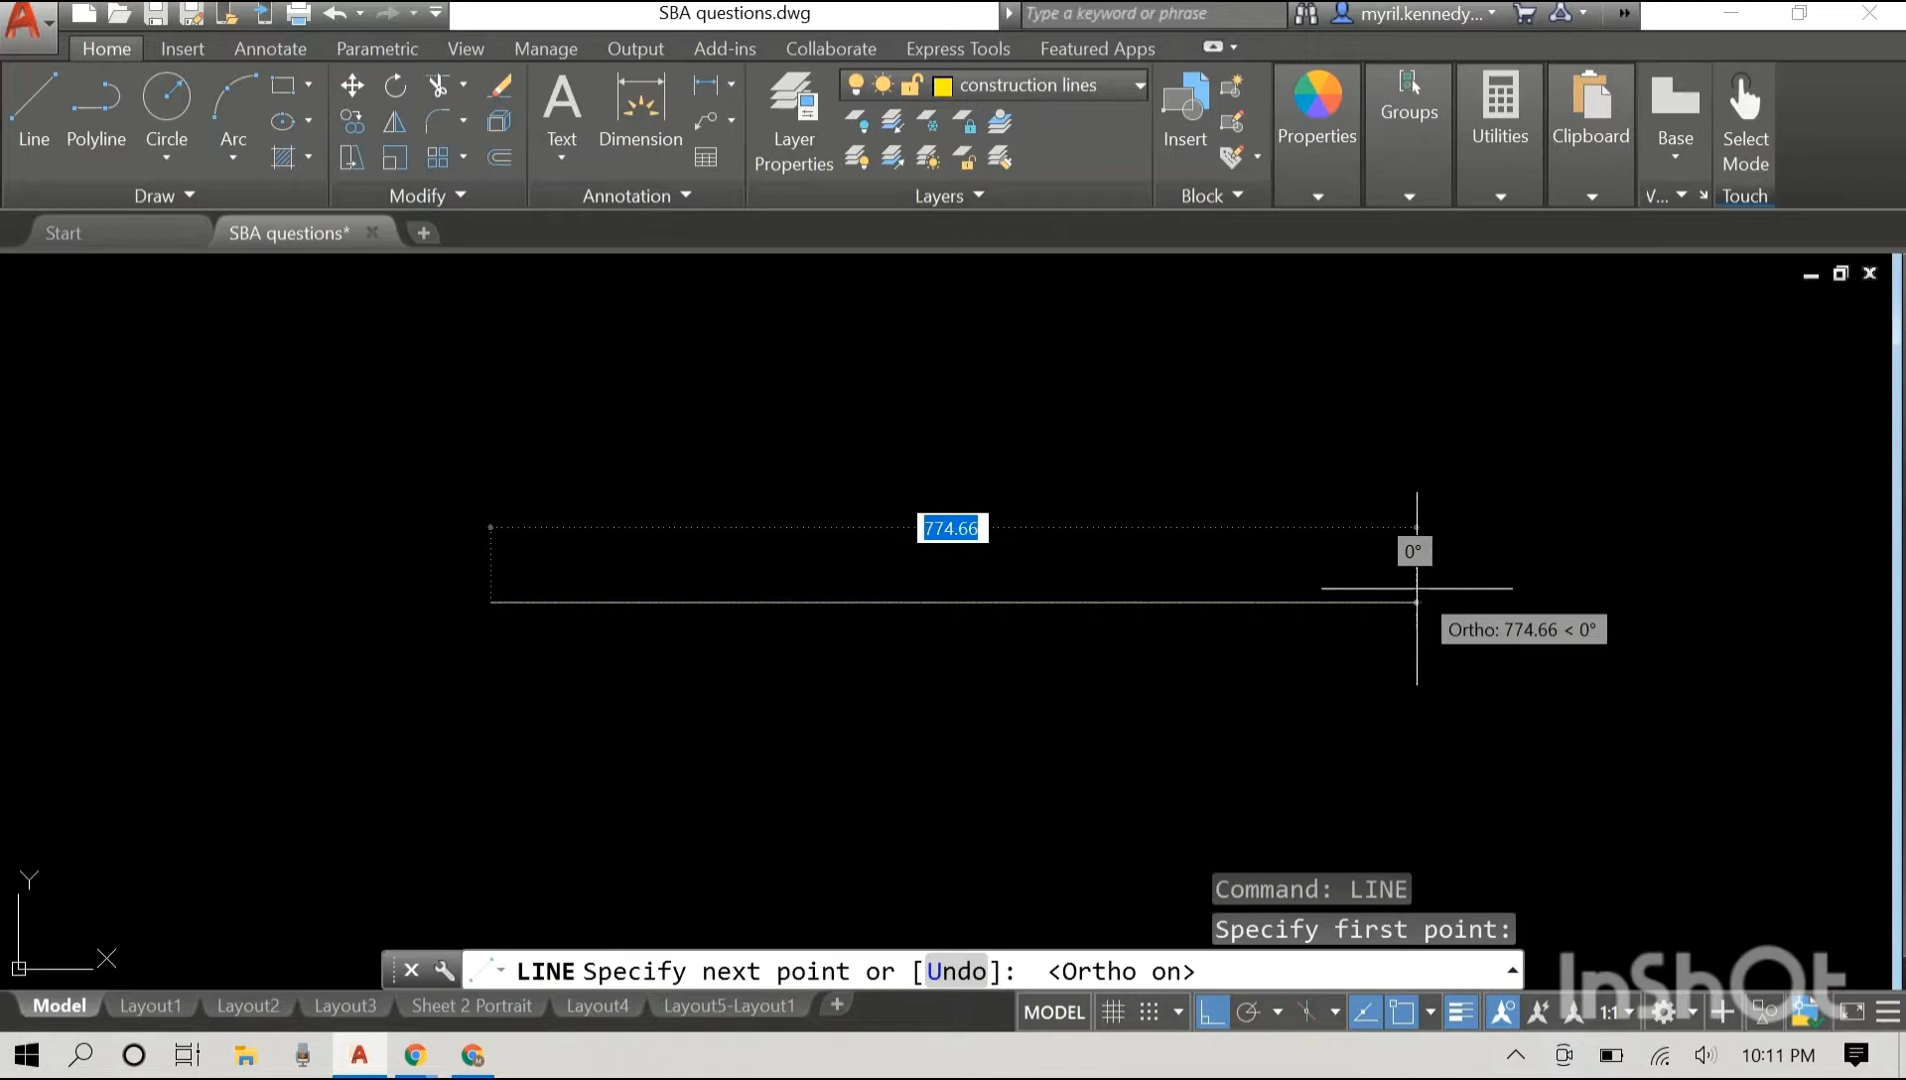 SBA questions.dwg
Type a keyword or phrase
myril.kennedy...
Home Insert Annotate Parametric View Manage Output Add-ins Collaborate Express Tools Featured Apps
Line Polyline Circle Arc
Text Dimension
Layer Properties
construction lines
Insert
Properties
Groups
Utilities
Clipboard
Base
Select Mode
Draw Modify Annotation Layers Block V... Touch
Start SBA questions*
774.66
0°
Ortho: 774.66 < 0°
Y
X
Command: LINE
Specify first point:
LINE Specify next point or [Undo]: <Ortho on>
InShOt
Model Layout1 Layout2 Layout3 Sheet 2 Portrait Layout4 Layout5-Layout1
MODEL 1:1
10:11 PM